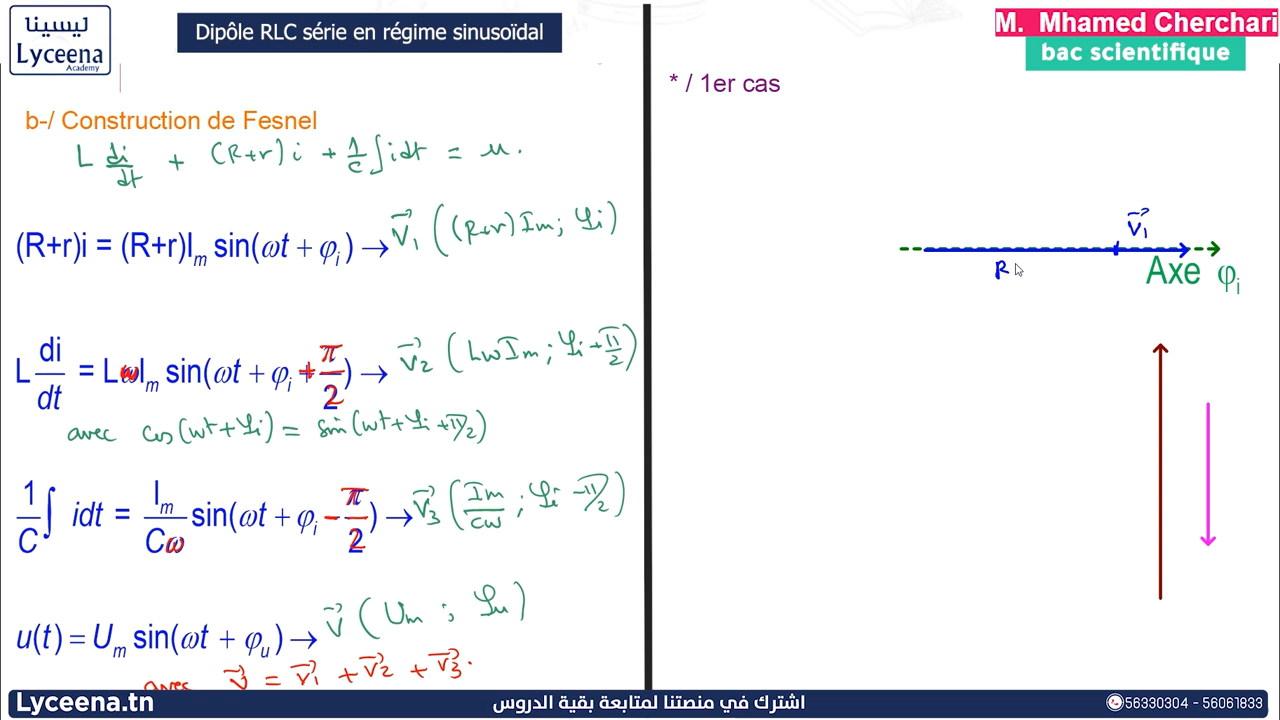 ليسينا
Lyceena
Academy
Dipôle RLC série en régime sinusoïdal
M. Mhamed Cherchari
bac scientifique
b-/ Construction de Fesnel
L di/dt + (R+r)i + 1/C ∫idt = u.
(R+r)i = (R+r)I_m sin(ωt + φ_i) → V⃗₁ ((R+r)Im ; φi)
L di/dt = LωI_m sin(ωt + φ_i + π/2) → V⃗₂ (LωIm ; φi + π/2)
avec cos(ωt + φi) = sin(ωt + φi + π/2)
1/C ∫ idt = I_m/Cω sin(ωt + φ_i − π/2) → V⃗₃ (Im/Cω ; φi − π/2)
u(t) = U_m sin(ωt + φ_u) → V⃗ (Um ; φu)
avec V⃗ = V⃗₁ + V⃗₂ + V⃗₃.
* / 1er cas
V⃗₁
R
Axe φ_i
Lyceena.tn
اشترك في منصتنا لمتابعة بقية الدروس
56330304 - 56061833